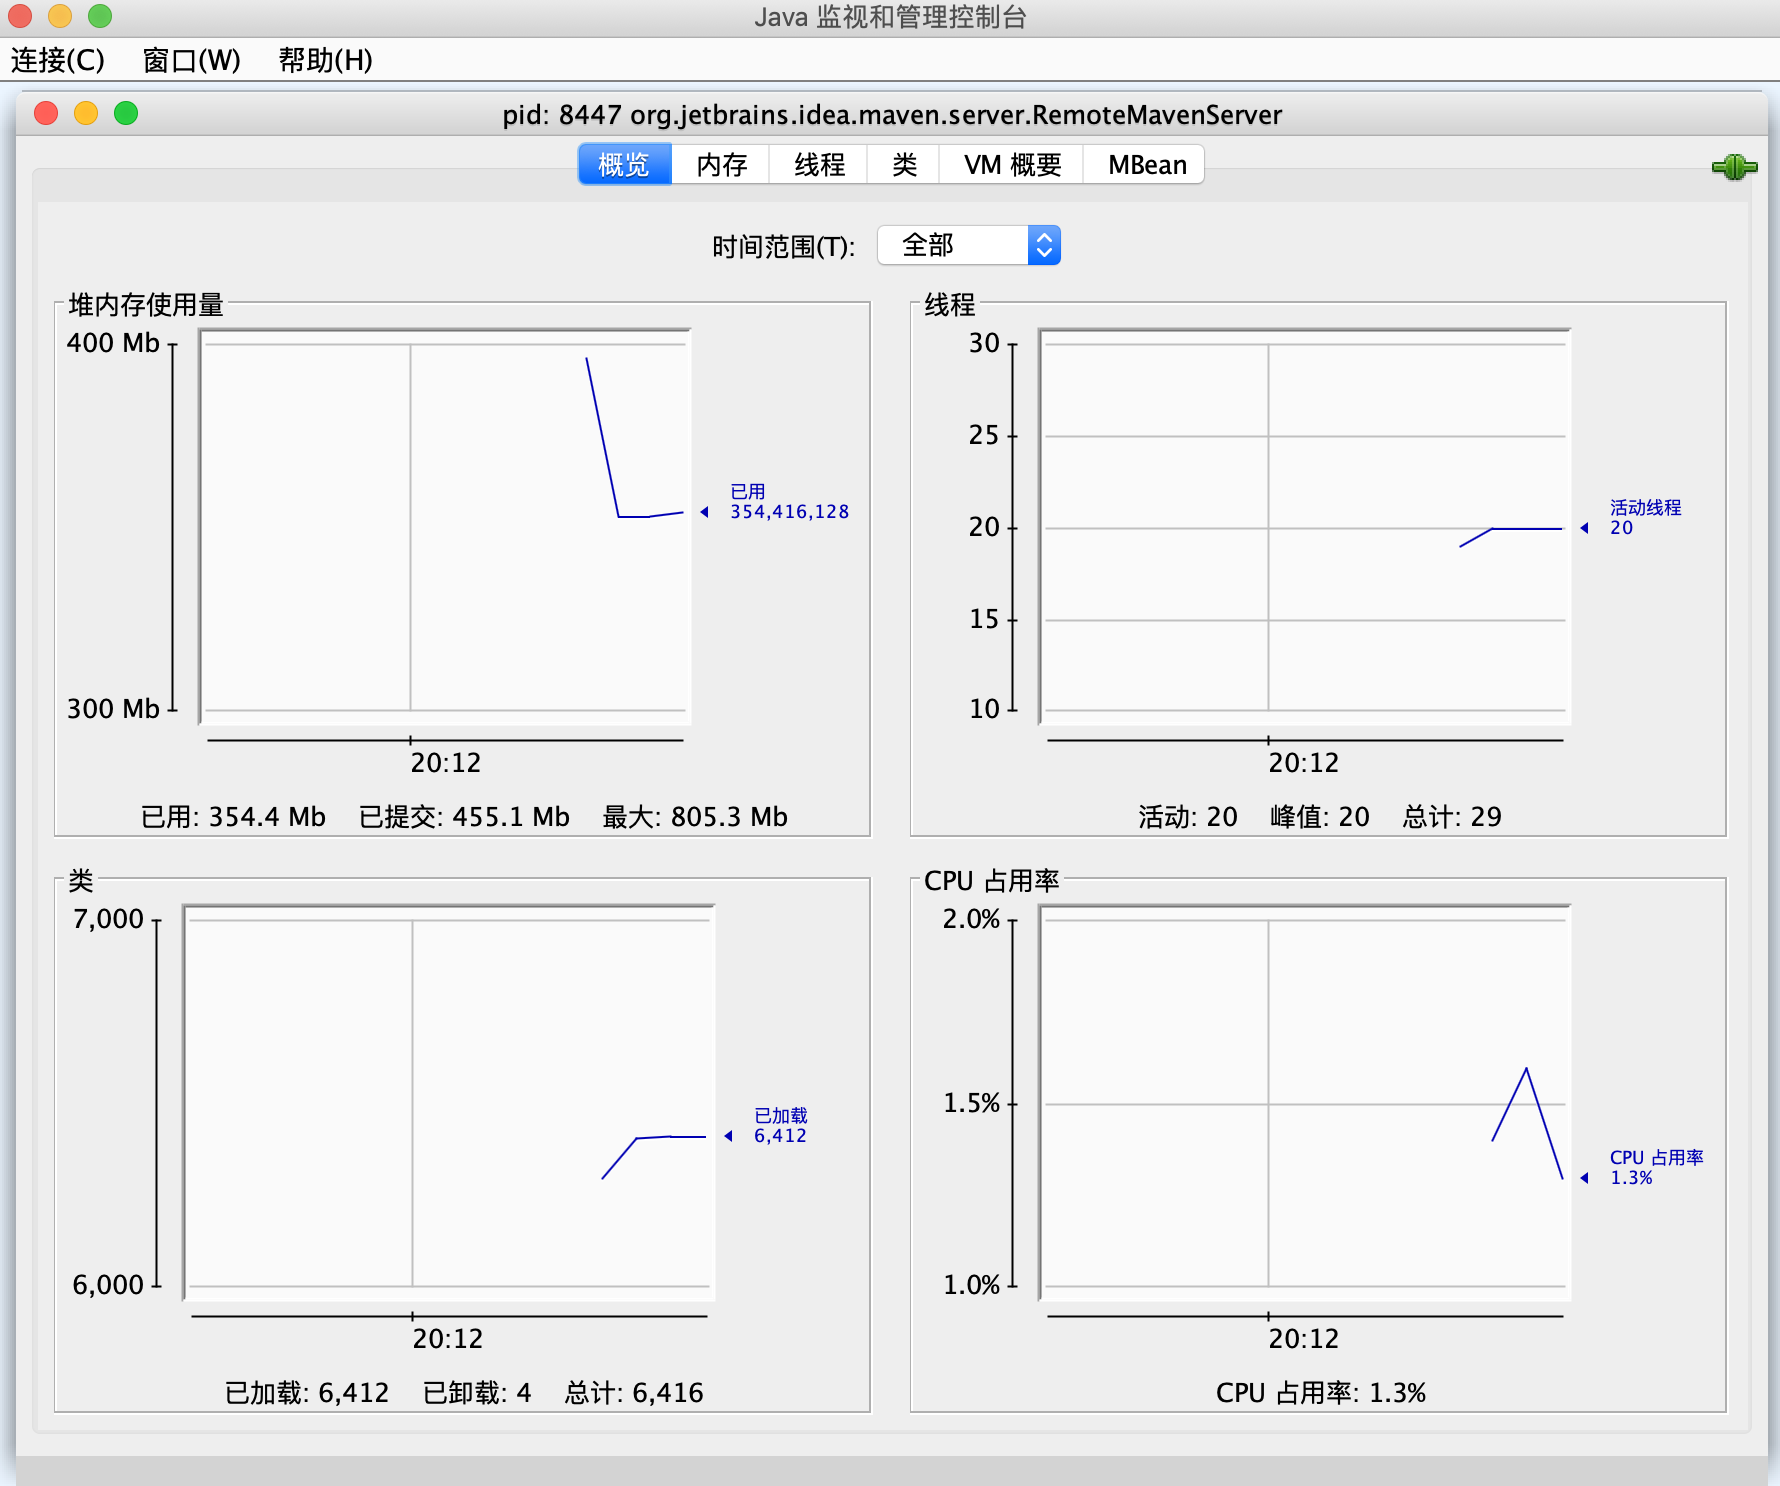 Java 监视和管理控制台
连接(C) 窗口(W) 帮助(H)
pid: 8447 org.jetbrains.idea.maven.server.RemoteMavenServer
概览 内存 线程 类 VM 概要 MBean
时间范围(T): 全部
堆内存使用量
400 Mb
300 Mb
已用
354,416,128
20:12
已用: 354.4 Mb 已提交: 455.1 Mb 最大: 805.3 Mb
线程
30
25
20
15
10
活动线程
20
20:12
活动: 20 峰值: 20 总计: 29
类
7,000
6,000
已加载
6,412
20:12
已加载: 6,412 已卸载: 4 总计: 6,416
CPU 占用率
2.0%
1.5%
1.0%
CPU 占用率
1.3%
20:12
CPU 占用率: 1.3%